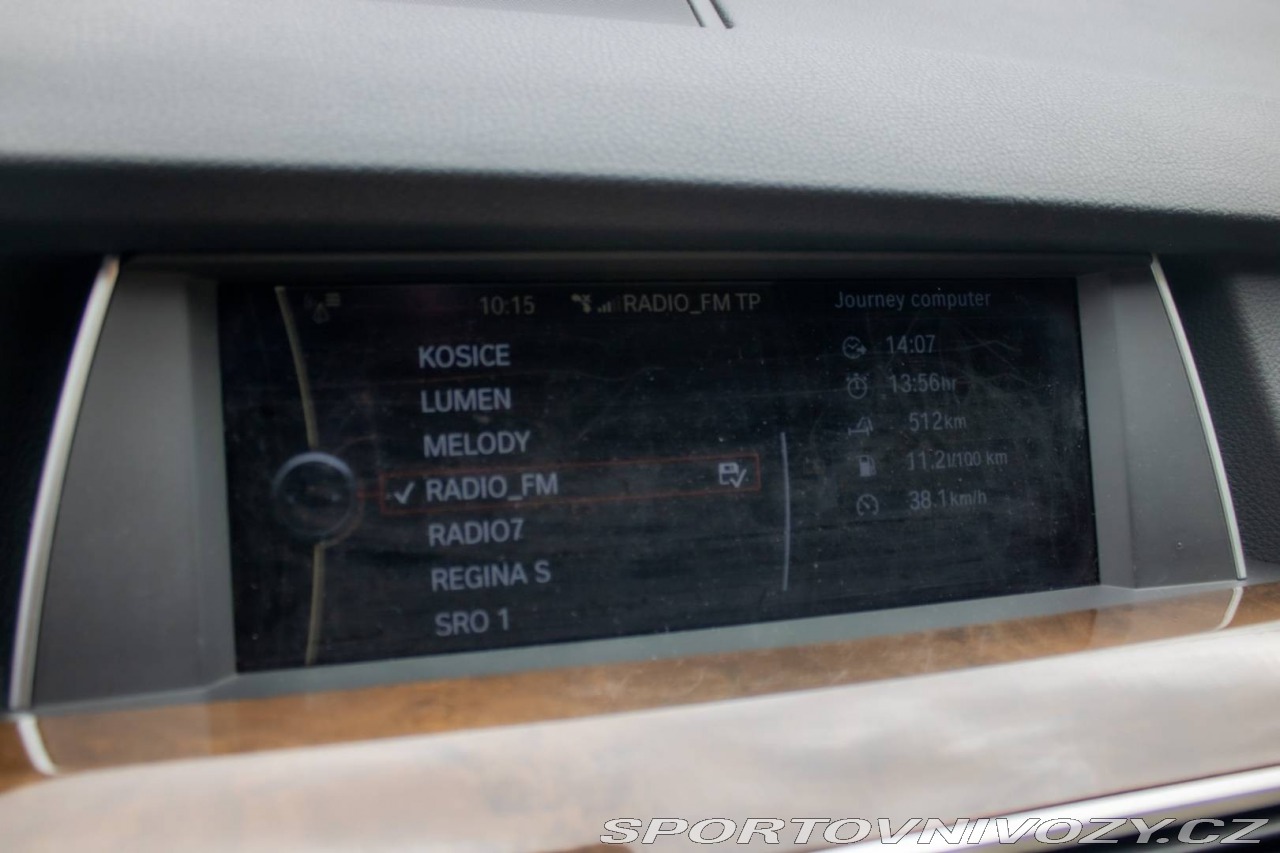 10:15 RADIO_FM TP
KOSICE
LUMEN
MELODY
RADIO_FM
RADIO7
REGINA S
SRO 1
Journey computer
14:07
13:56hr
512km
11.2l/100 km
38.1km/h
SPORTOVNIVOZY.CZ